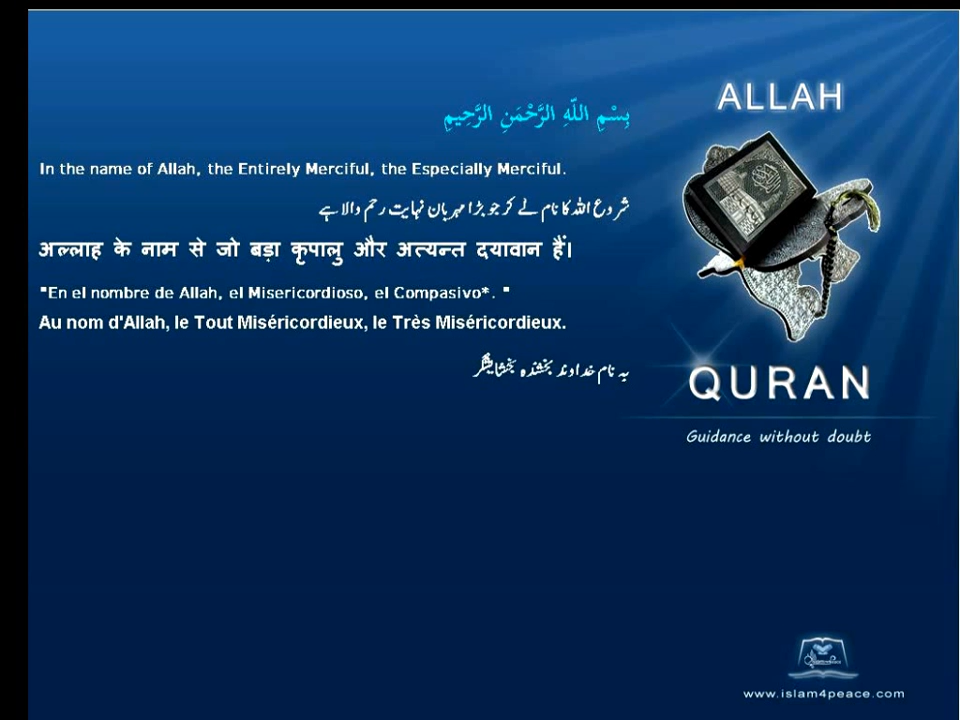 بِسْمِ اللّهِ الرَّحْمَنِ الرَّحِيمِ
In the name of Allah, the Entirely Merciful, the Especially Merciful.
شروع اللہ کا نام لے کر جو بڑا مہربان نہایت رحم والا ہے
अल्लाह के नाम से जो बड़ा कृपालु और अत्यन्त दयावान हैं।
"En el nombre de Allah, el Misericordioso, el Compasivo*. "
Au nom d'Allah, le Tout Miséricordieux, le Très Miséricordieux.
به نام خداوند بخشنده بخشایشگر
ALLAH
QURAN
Guidance without doubt
www.islam4peace.com